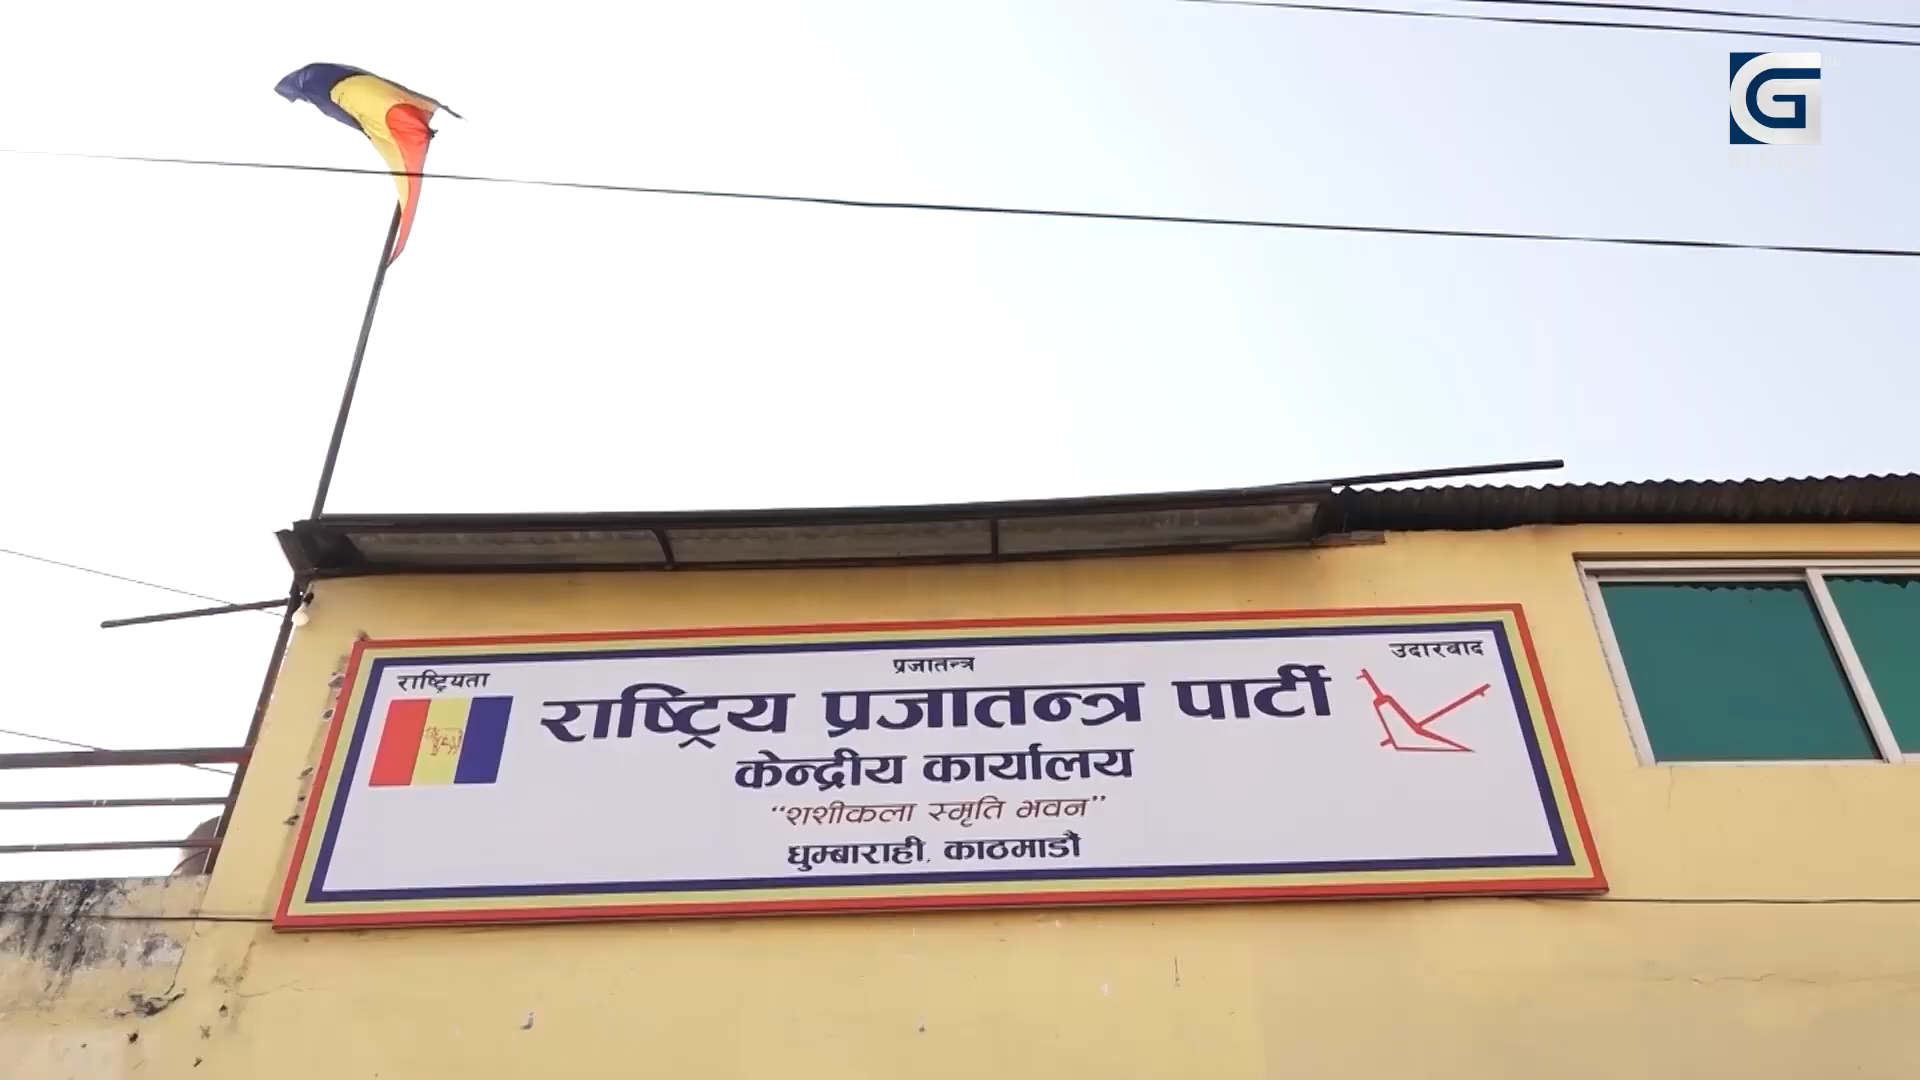 राष्ट्रियता
प्रजातन्त्र
उदारवाद
राष्ट्रिय प्रजातन्त्र पार्टी
केन्द्रीय कार्यालय
“शशीकला स्मृति भवन”
धुम्बाराही, काठमाडौं
G